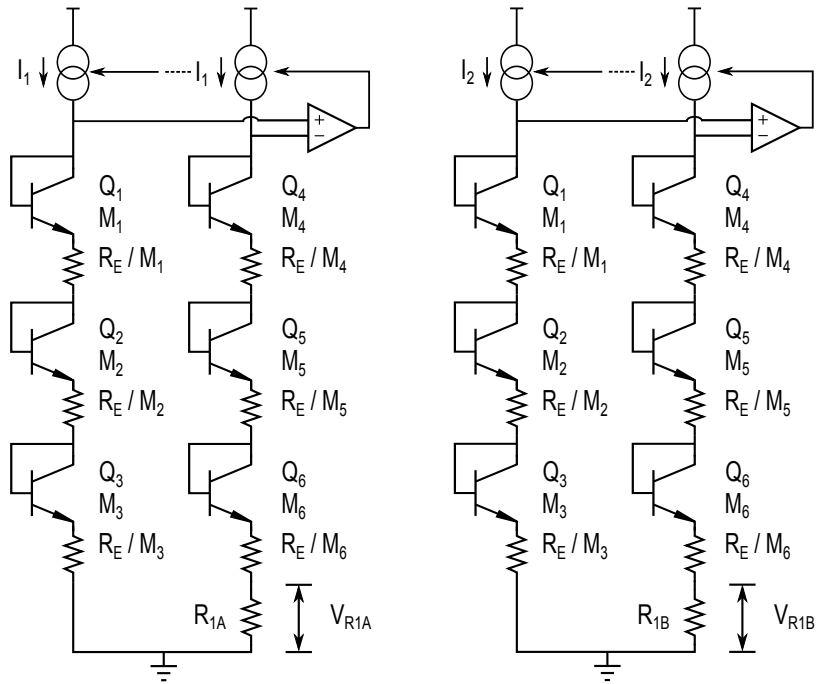 I1 I1 I2 I2
+ +
− −
Q1 Q4 Q1 Q4
M1 M4 M1 M4
RE / M1 RE / M4 RE / M1 RE / M4
Q2 Q5 Q2 Q5
M2 M5 M2 M5
RE / M2 RE / M5 RE / M2 RE / M5
Q3 Q6 Q3 Q6
M3 M6 M3 M6
RE / M3 RE / M6 RE / M3 RE / M6
R1A VR1A R1B VR1B